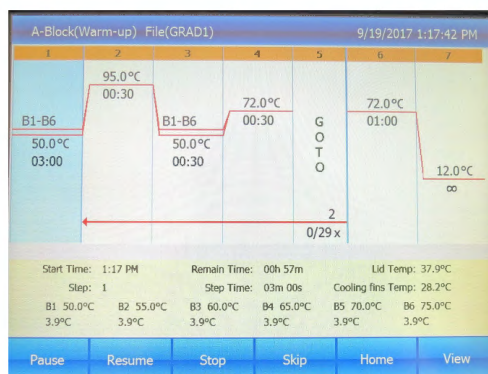 A-Block(Warm-up) File(GRAD1) 9/19/2017 1:17:42 PM
1 2 3 4 5 6 7
95.0°C
00:30
72.0°C
00:30
72.0°C
01:00
B1-B6
50.0°C
03:00
B1-B6
50.0°C
00:30
GOTO
12.0°C
∞
2
0/29 x
Start Time: 1:17 PM Remain Time: 00h 57m Lid Temp: 37.9°C
Step: 1 Step Time: 03m 00s Cooling fins Temp: 28.2°C
B1 50.0°C B2 55.0°C B3 60.0°C B4 65.0°C B5 70.0°C B6 75.0°C
3.9°C 3.9°C 3.9°C 3.9°C 3.9°C 3.9°C
Pause Resume Stop Skip Home View